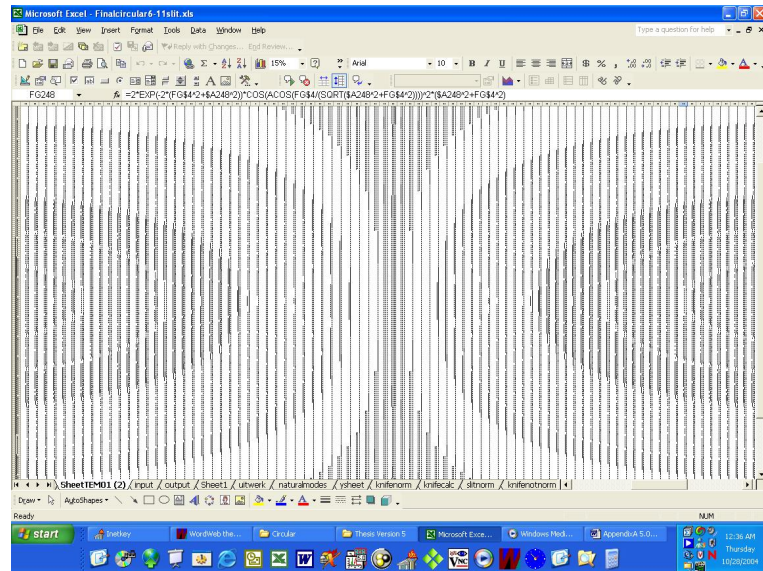 Microsoft Excel - Finalcircular6-11slit.xls
File Edit View Insert Format Tools Data Window Help
Type a question for help
Reply with Changes... End Review...
15% Arial 10 B I U $ % ,
FG248 fx =2*EXP(-2*(FG$4^2+$A248^2))*COS(ACOS(FG$4/(SQRT($A248^2+FG$4^2))))^2*($A248^2+FG$4^2)
SheetTEM01 (2) / input / output / Sheet1 / uitwerk / naturalmodes / ysheet / knifenorm / knifecalc / slitnorm / knifenotnorm
Draw AutoShapes
Ready NUM
start Inetkey WordWeb the... Circular Thesis Version 5 Microsoft Exce... Windows Medi... AppendixA 5.0... 12:36 AM
Thursday
10/28/2004